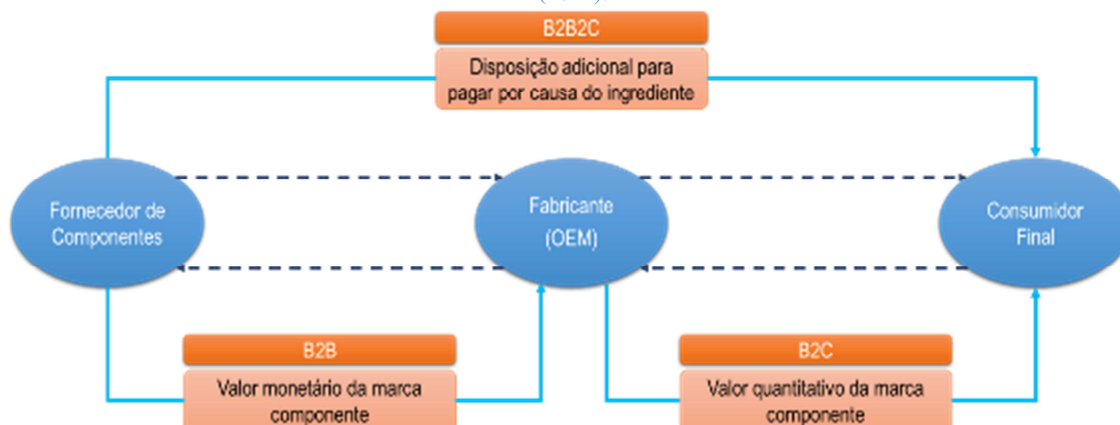 B2B2C
Disposição adicional para
pagar por causa do ingrediente
Fornecedor de
Componentes
Fabricante
(OEM)
Consumidor
Final
B2B
Valor monetário da marca
componente
B2C
Valor quantitativo da marca
componente